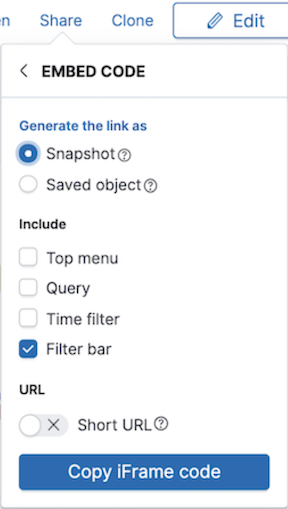 en Share Clone Edit
EMBED CODE
Generate the link as
Snapshot
Saved object
Include
Top menu
Query
Time filter
Filter bar
URL
Short URL
Copy iFrame code